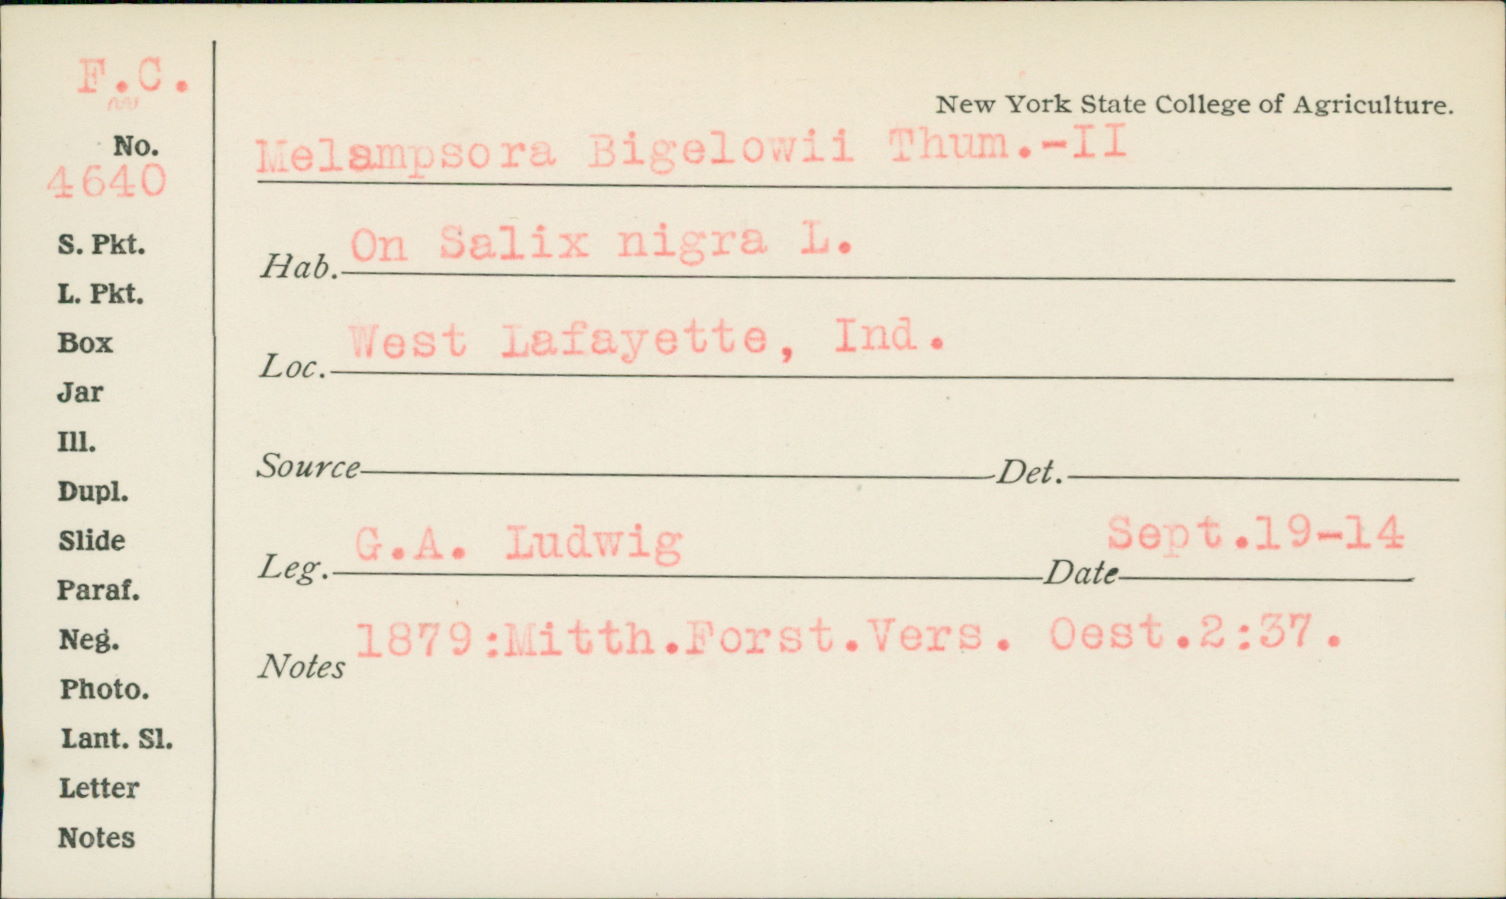 F.C.
No.
4640
S. Pkt.
L. Pkt.
Box
Jar
Ill.
Dupl.
Slide
Paraf.
Neg.
Photo.
Lant. Sl.
Letter
Notes
New York State College of Agriculture.
Melampsora Bigelowii Thum.-II
Hab. On Salix nigra L.
Loc. West Lafayette, Ind.
Source Det.
Leg. G.A. Ludwig Date Sept.19-14
Notes 1879:Mitth.Forst.Vers. Oest.2:37.